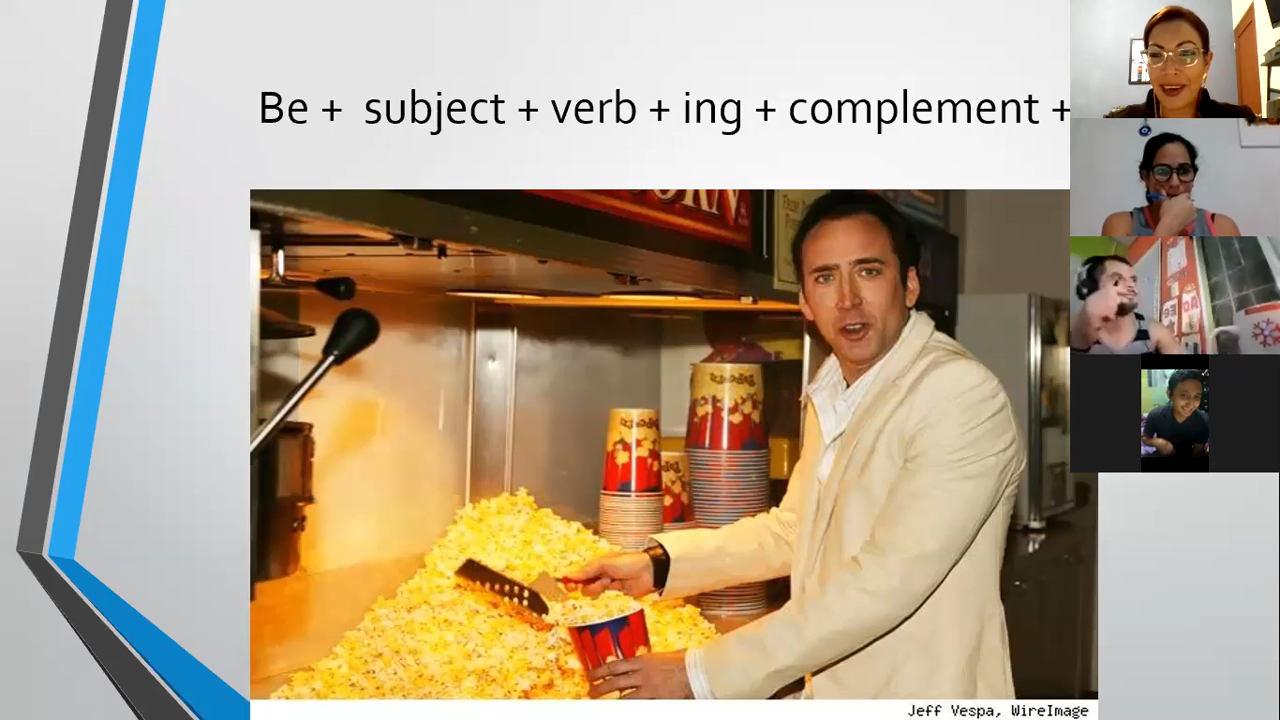 Be + subject + verb + ing + complement +
Jeff Vespa, WireImage